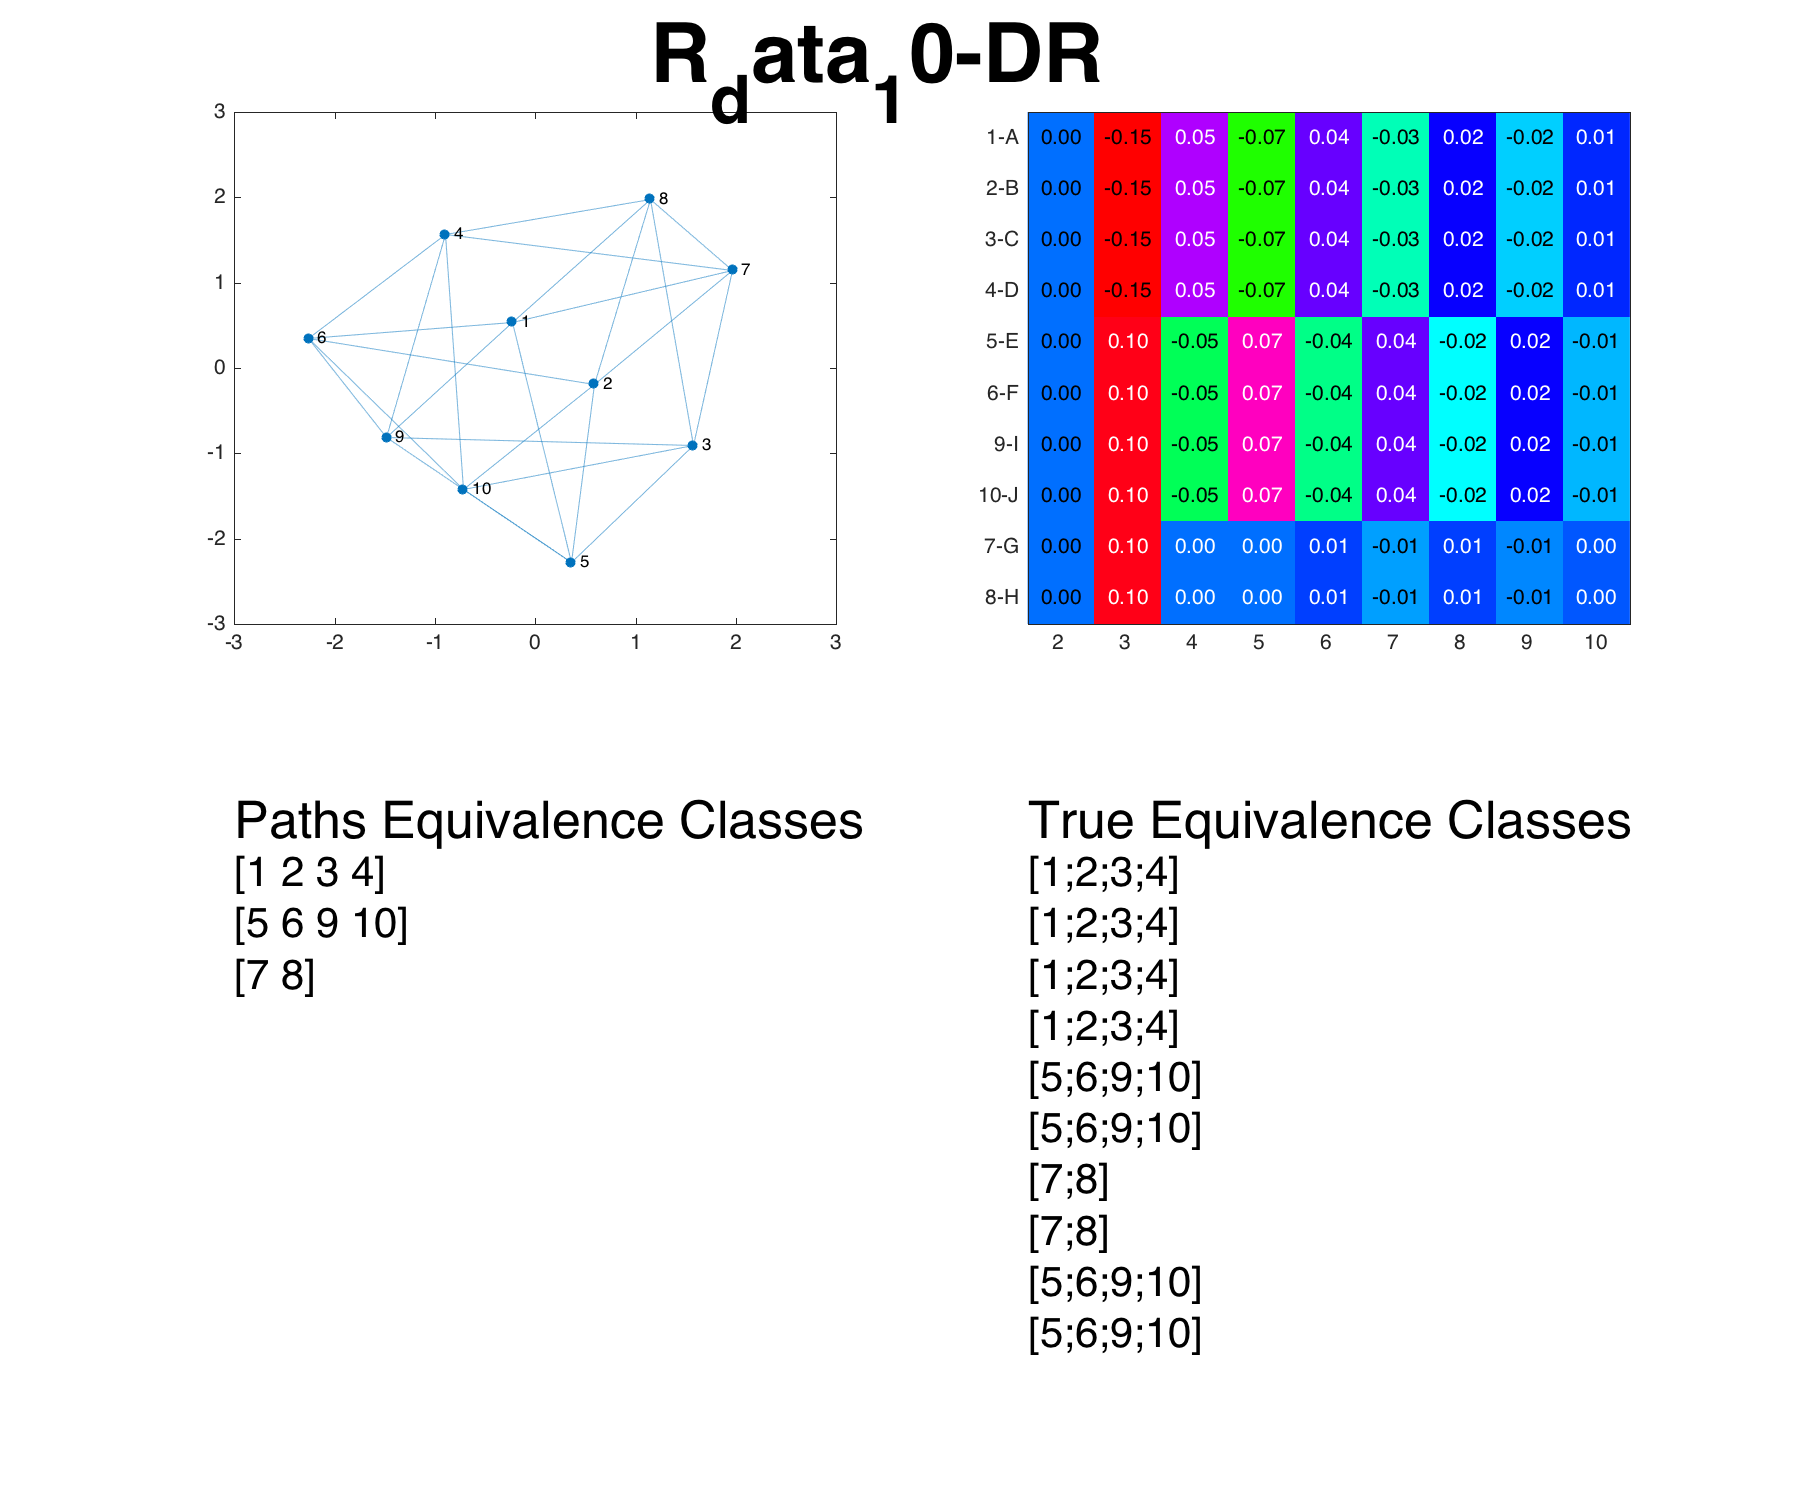 R_data_10-DR
3
2
1
0
-1
-2
-3
-3 -2 -1 0 1 2 3
8
4
7
1
6
2
9
3
10
5
1-A 0.00 -0.15 0.05 -0.07 0.04 -0.03 0.02 -0.02 0.01
2-B 0.00 -0.15 0.05 -0.07 0.04 -0.03 0.02 -0.02 0.01
3-C 0.00 -0.15 0.05 -0.07 0.04 -0.03 0.02 -0.02 0.01
4-D 0.00 -0.15 0.05 -0.07 0.04 -0.03 0.02 -0.02 0.01
5-E 0.00 0.10 -0.05 0.07 -0.04 0.04 -0.02 0.02 -0.01
6-F 0.00 0.10 -0.05 0.07 -0.04 0.04 -0.02 0.02 -0.01
9-I 0.00 0.10 -0.05 0.07 -0.04 0.04 -0.02 0.02 -0.01
10-J 0.00 0.10 -0.05 0.07 -0.04 0.04 -0.02 0.02 -0.01
7-G 0.00 0.10 0.00 0.00 0.01 -0.01 0.01 -0.01 0.00
8-H 0.00 0.10 0.00 0.00 0.01 -0.01 0.01 -0.01 0.00
2 3 4 5 6 7 8 9 10
Paths Equivalence Classes
[1 2 3 4]
[5 6 9 10]
[7 8]
True Equivalence Classes
[1;2;3;4]
[1;2;3;4]
[1;2;3;4]
[1;2;3;4]
[5;6;9;10]
[5;6;9;10]
[7;8]
[7;8]
[5;6;9;10]
[5;6;9;10]